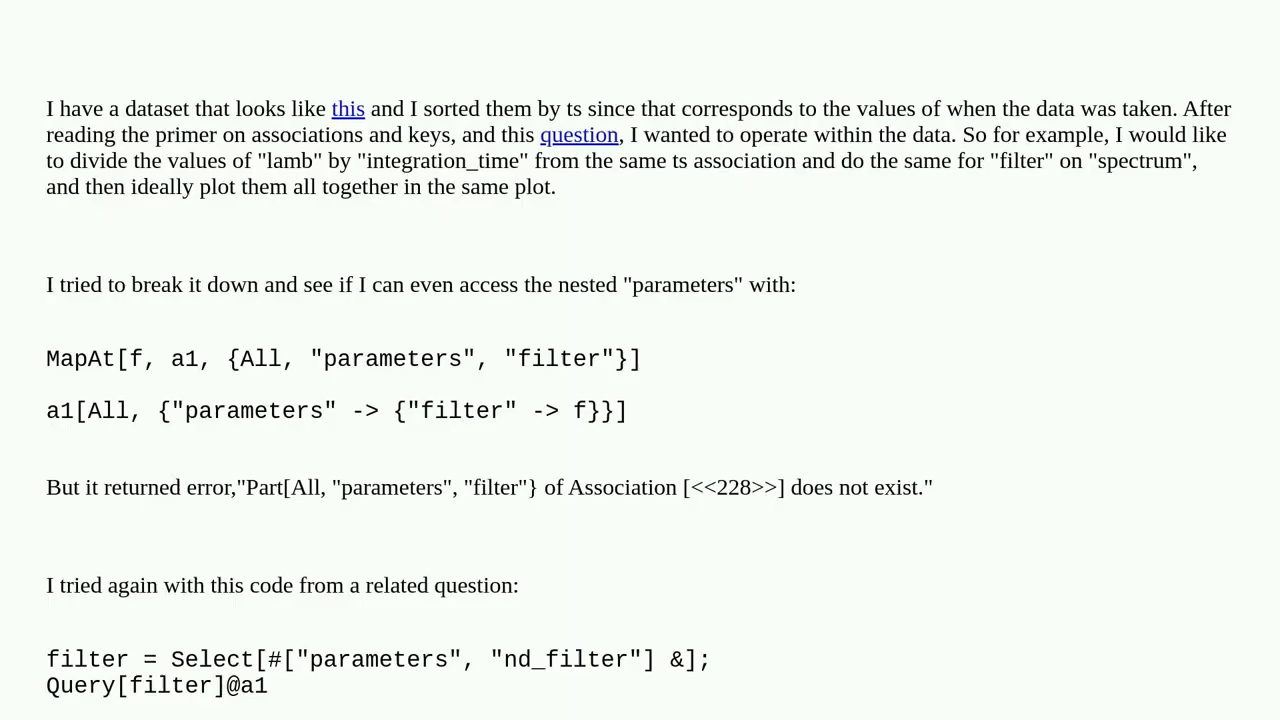 I have a dataset that looks like this and I sorted them by ts since that corresponds to the values of when the data was taken. After
reading the primer on associations and keys, and this question, I wanted to operate within the data. So for example, I would like
to divide the values of "lamb" by "integration_time" from the same ts association and do the same for "filter" on "spectrum",
and then ideally plot them all together in the same plot.
I tried to break it down and see if I can even access the nested "parameters" with:
MapAt[f, a1, {All, "parameters", "filter"}]
a1[All, {"parameters" -> {"filter" -> f}}]
But it returned error,"Part[All, "parameters", "filter"} of Association [<<228>>] does not exist."
I tried again with this code from a related question:
filter = Select[#["parameters", "nd_filter"] &];
Query[filter]@a1